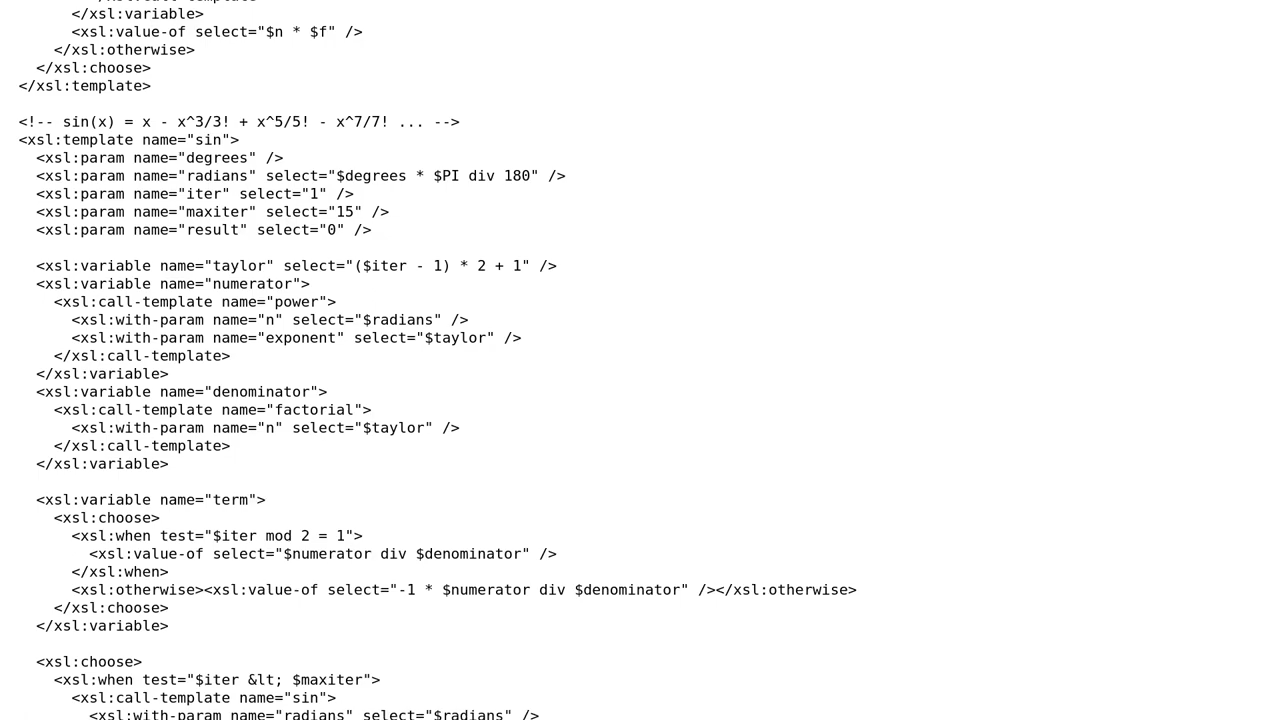 </xsl:variable>
<xsl:value-of select="$n * $f" />
</xsl:otherwise>
</xsl:choose>
</xsl:template>
<!-- sin(x) = x - x^3/3! + x^5/5! - x^7/7! ... -->
<xsl:template name="sin">
<xsl:param name="degrees" />
<xsl:param name="radians" select="$degrees * $PI div 180" />
<xsl:param name="iter" select="1" />
<xsl:param name="maxiter" select="15" />
<xsl:param name="result" select="0" />
<xsl:variable name="taylor" select="($iter - 1) * 2 + 1" />
<xsl:variable name="numerator">
<xsl:call-template name="power">
<xsl:with-param name="n" select="$radians" />
<xsl:with-param name="exponent" select="$taylor" />
</xsl:call-template>
</xsl:variable>
<xsl:variable name="denominator">
<xsl:call-template name="factorial">
<xsl:with-param name="n" select="$taylor" />
</xsl:call-template>
</xsl:variable>
<xsl:variable name="term">
<xsl:choose>
<xsl:when test="$iter mod 2 = 1">
<xsl:value-of select="$numerator div $denominator" />
</xsl:when>
<xsl:otherwise><xsl:value-of select="-1 * $numerator div $denominator" /></xsl:otherwise>
</xsl:choose>
</xsl:variable>
<xsl:choose>
<xsl:when test="$iter &lt; $maxiter">
<xsl:call-template name="sin">
<xsl:with-param name="radians" select="$radians" />